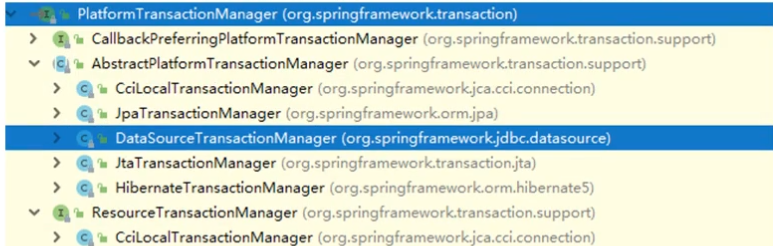 PlatformTransactionManager (org.springframework.transaction)
CallbackPreferringPlatformTransactionManager (org.springframework.transaction.support)
AbstractPlatformTransactionManager (org.springframework.transaction.support)
CciLocalTransactionManager (org.springframework.jca.cci.connection)
JpaTransactionManager (org.springframework.orm.jpa)
DataSourceTransactionManager (org.springframework.jdbc.datasource)
JtaTransactionManager (org.springframework.transaction.jta)
HibernateTransactionManager (org.springframework.orm.hibernate5)
ResourceTransactionManager (org.springframework.transaction.support)
CciLocalTransactionManager (org.springframework.jca.cci.connection)